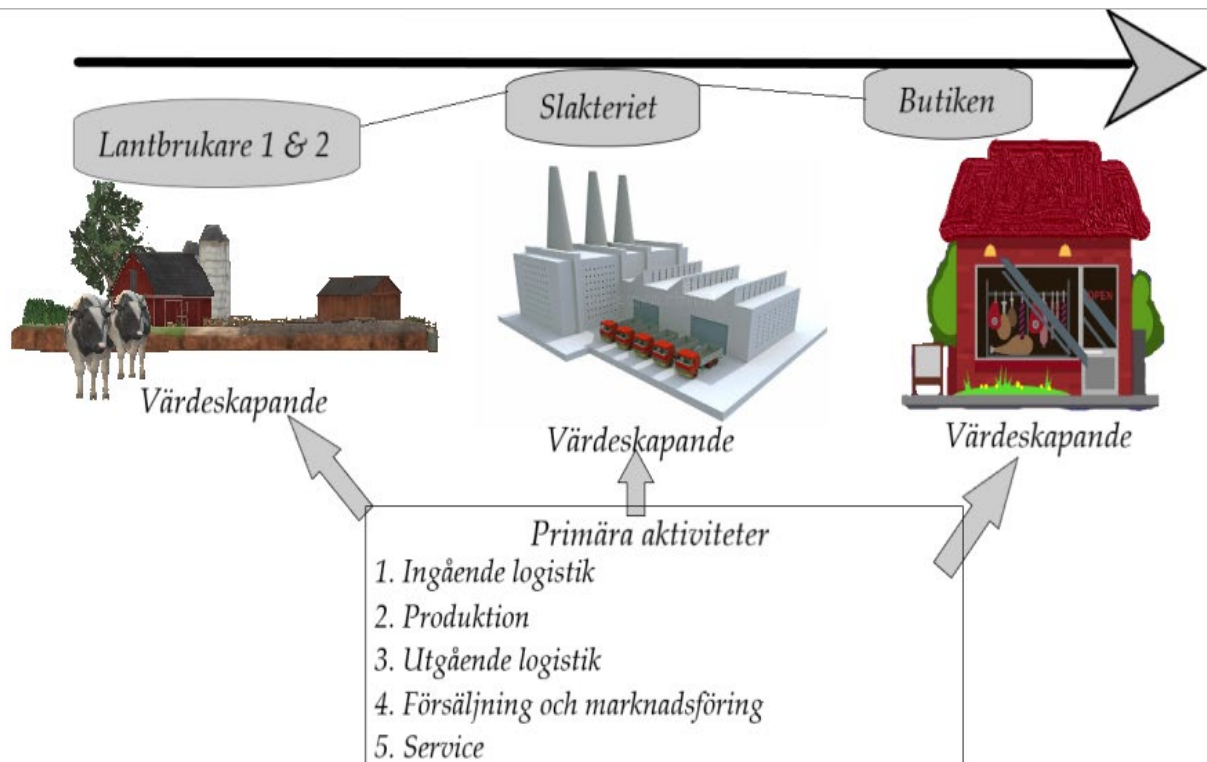 Lantbrukare 1 & 2
Slakteriet
Butiken
OPEN
Värdeskapande
Värdeskapande
Värdeskapande
Primära aktiviteter
1. Ingående logistik
2. Produktion
3. Utgående logistik
4. Försäljning och marknadsföring
5. Service